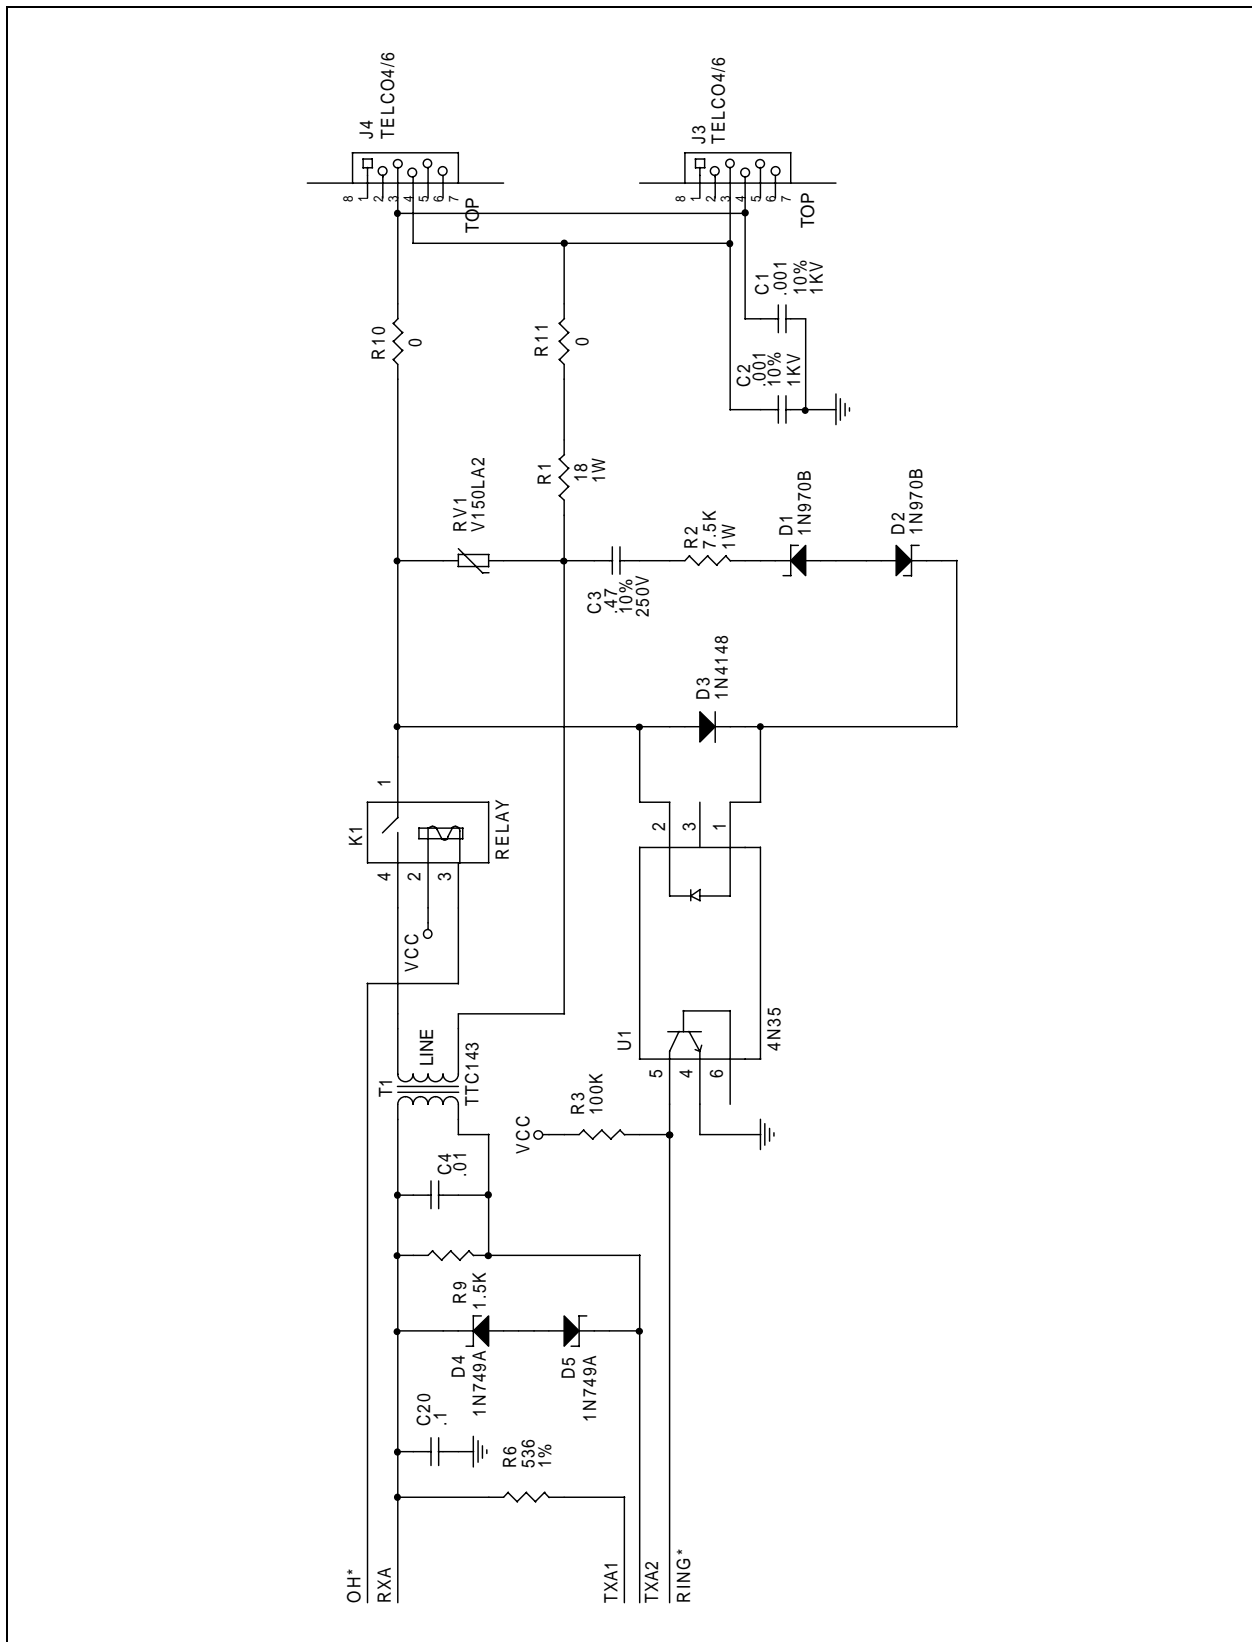 J4
TELCO4/6
8
1
2
3
4
5
6
7
TOP
J3
TELCO4/6
8
1
2
3
4
5
6
7
TOP
R10
0
R11
0
C1
.001
10%
1KV
C2
.001
10%
1KV
RV1
V150LA2
R1
18
1W
C3
.47
10%
250V
R2
7.5K
1W
D1
1N970B
D2
1N970B
D3
1N4148
K1
1
4
2
3
RELAY
VCC
2
3
1
U1
5
4
6
4N35
T1
LINE
TTC143
VCC
R3
100K
C4
.01
R9
1.5K
D4
1N749A
D5
1N749A
C20
.1
R6
536
1%
OH*
RXA
TXA1
TXA2
RING*